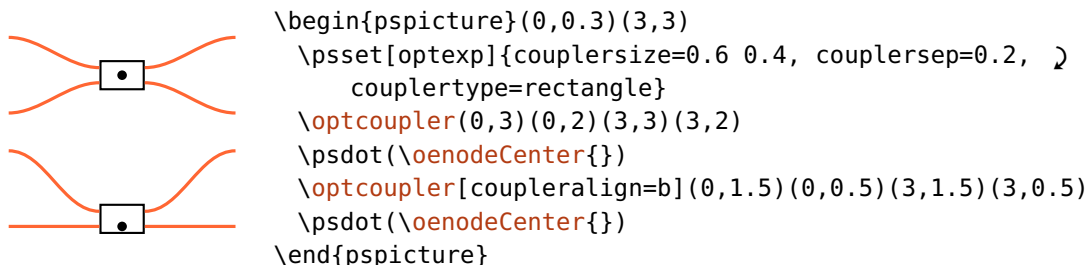 \begin{pspicture}(0,0.3)(3,3)
\psset[optexp]{couplersize=0.6 0.4, couplersep=0.2,
couplertype=rectangle}
\optcoupler(0,3)(0,2)(3,3)(3,2)
\psdot(\oenodeCenter{})
\optcoupler[coupleralign=b](0,1.5)(0,0.5)(3,1.5)(3,0.5)
\psdot(\oenodeCenter{})
\end{pspicture}